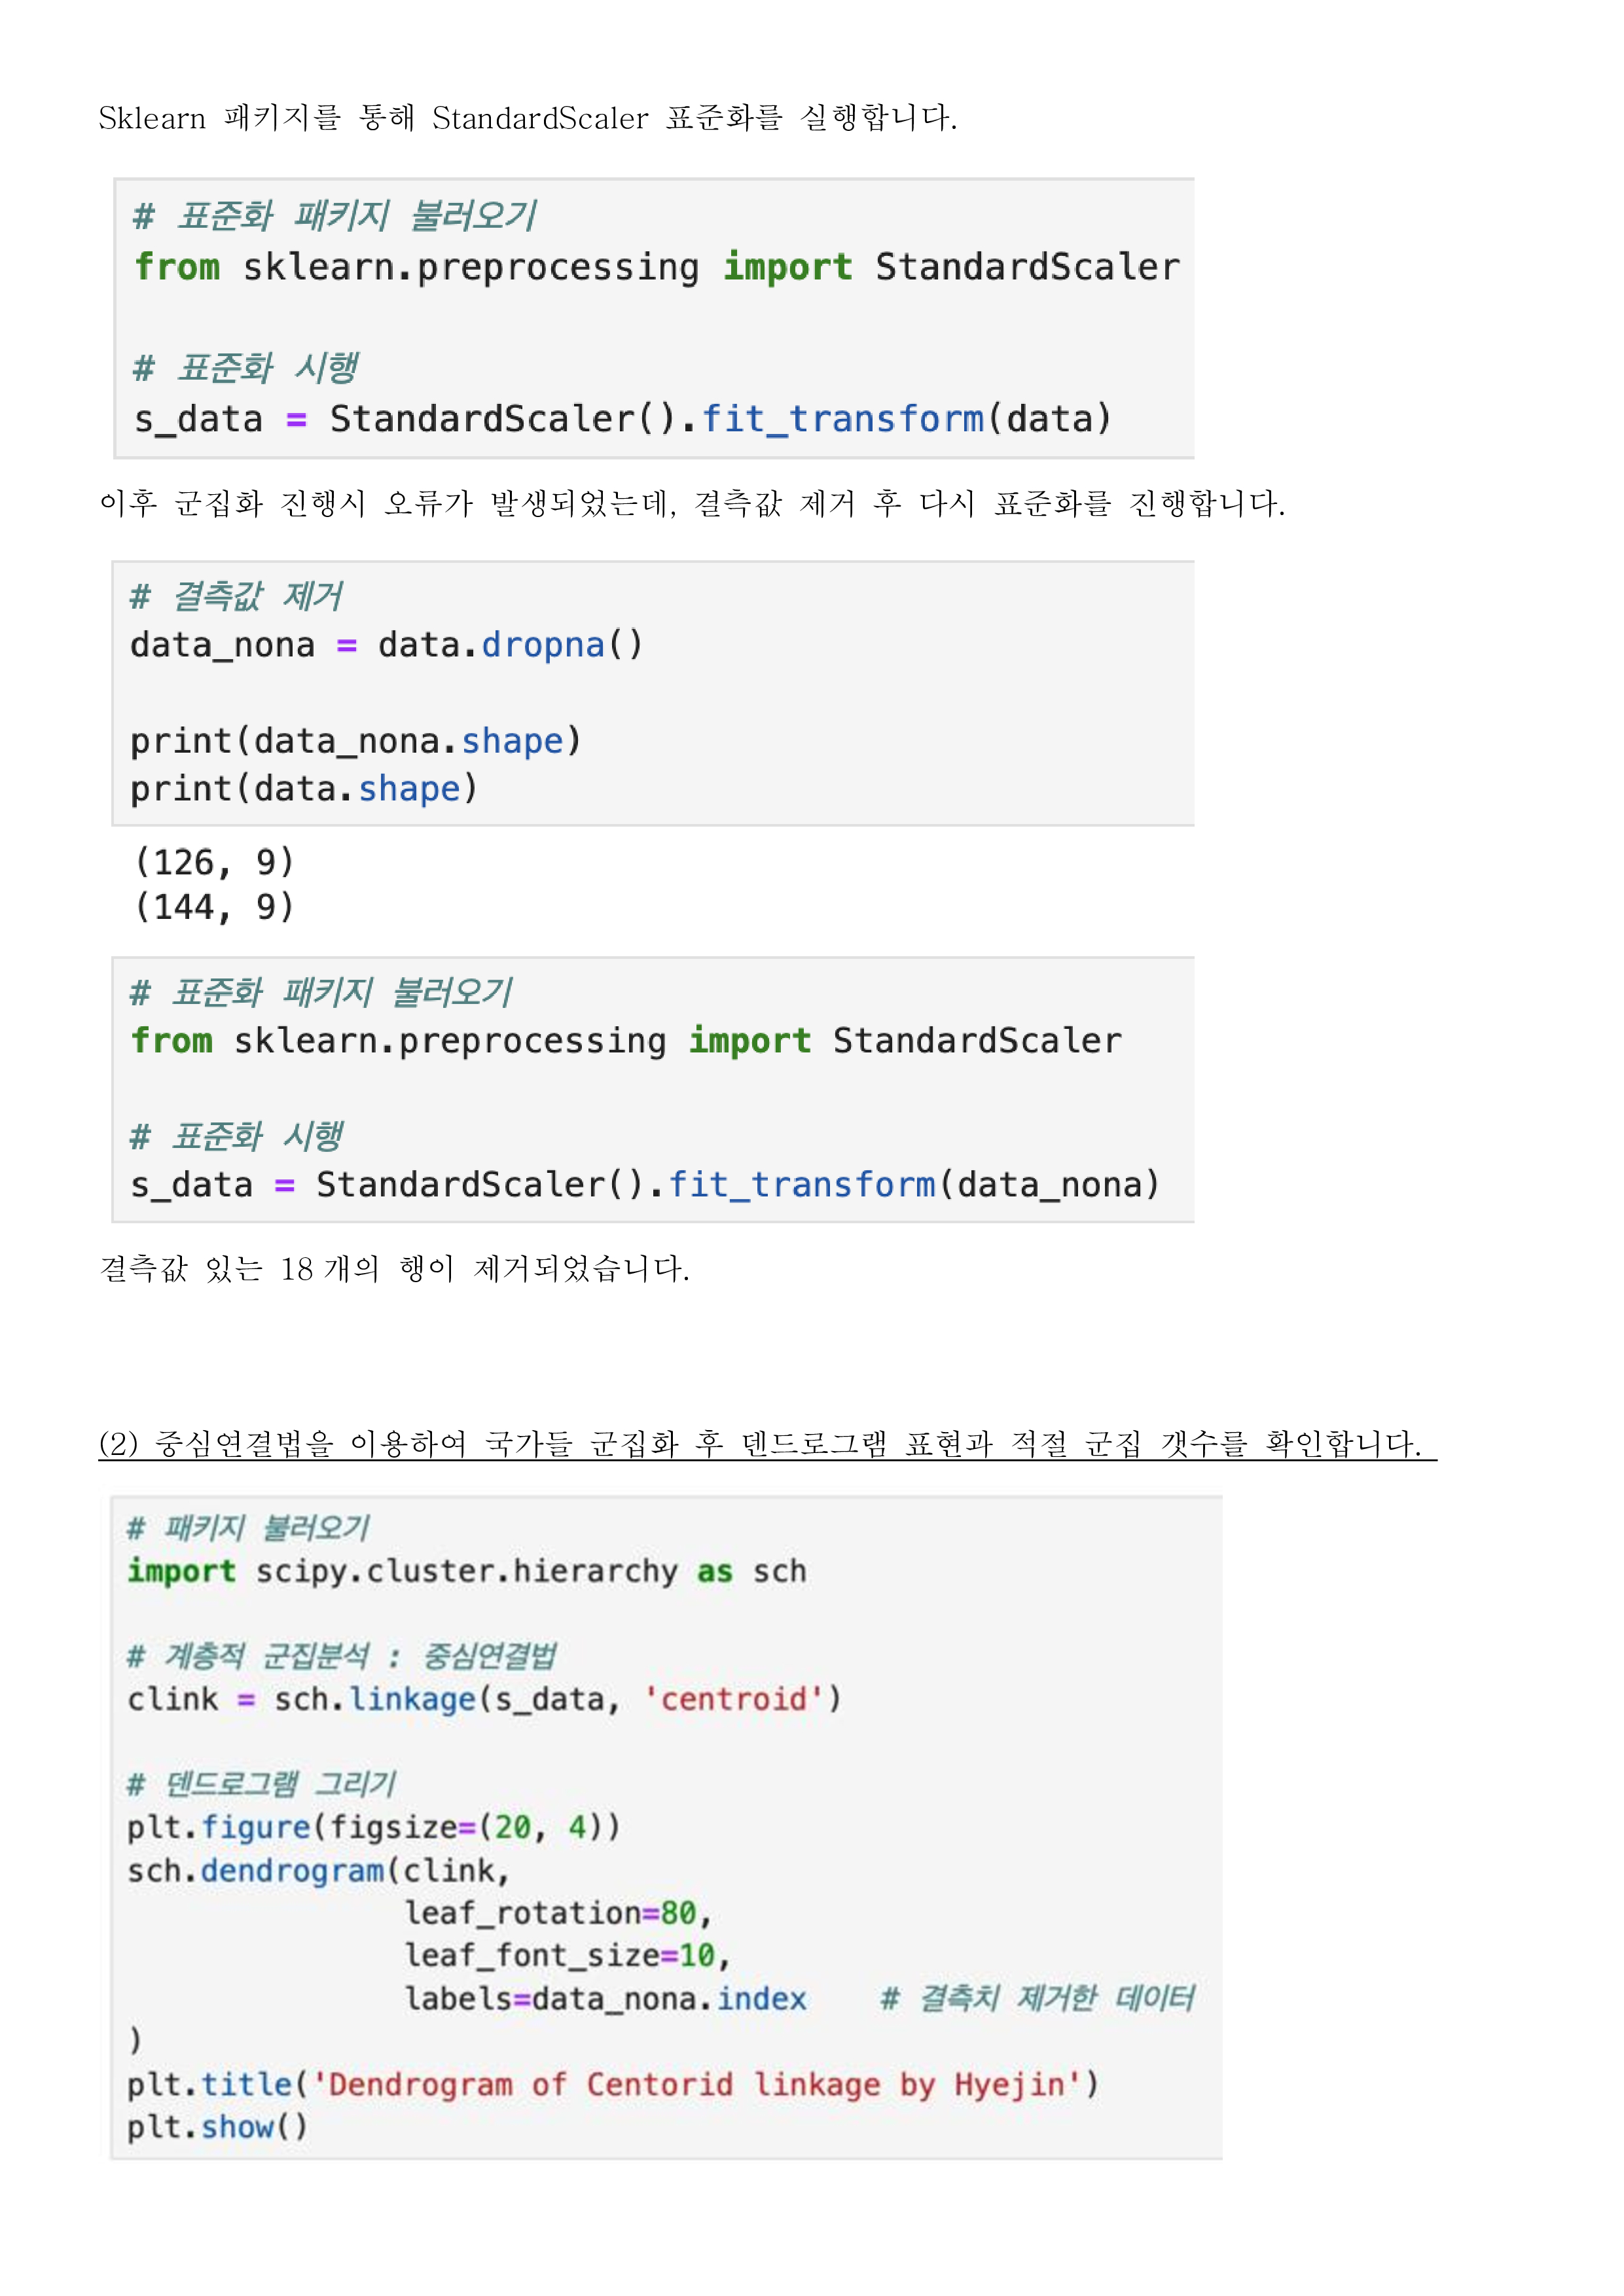 Sklearn 패키지를 통해 StandardScaler 표준화를 실행합니다.
# 표준화 패키지 불러오기
from sklearn.preprocessing import StandardScaler
# 표준화 시행
s_data = StandardScaler().fit_transform(data)
이후 군집화 진행시 오류가 발생되었는데, 결측값 제거 후 다시 표준화를 진행합니다.
# 결측값 제거
data_nona = data.dropna()
print(data_nona.shape)
print(data.shape)
(126, 9)
(144, 9)
# 표준화 패키지 불러오기
from sklearn.preprocessing import StandardScaler
# 표준화 시행
s_data = StandardScaler().fit_transform(data_nona)
결측값 있는 18개의 행이 제거되었습니다.
(2) 중심연결법을 이용하여 국가들 군집화 후 덴드로그램 표현과 적절 군집 갯수를 확인합니다.
# 패키지 불러오기
import scipy.cluster.hierarchy as sch
# 계층적 군집분석 : 중심연결법
clink = sch.linkage(s_data, 'centroid')
# 덴드로그램 그리기
plt.figure(figsize=(20, 4))
sch.dendrogram(clink,
leaf_rotation=80,
leaf_font_size=10,
labels=data_nona.index # 결측치 제거한 데이터
)
plt.title('Dendrogram of Centorid linkage by Hyejin')
plt.show()